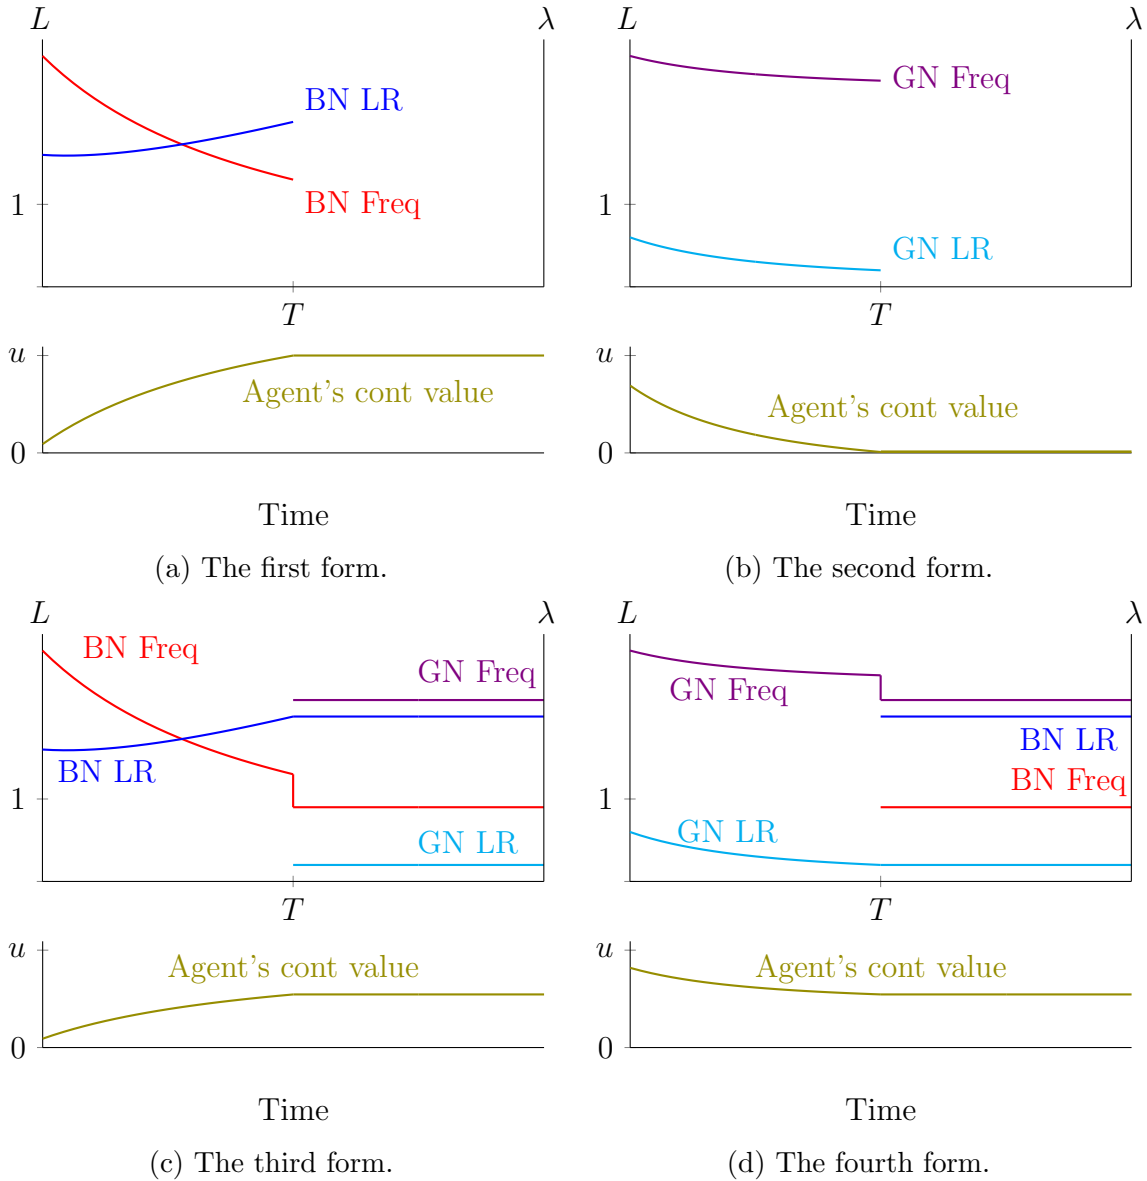 L λ
BN LR
1
BN Freq
T
u
Agent's cont value
0
Time
(a) The first form.
L λ
GN Freq
1
GN LR
T
u
Agent's cont value
0
Time
(b) The second form.
L λ
BN Freq
GN Freq
BN LR
1
GN LR
T
u
Agent's cont value
0
Time
(c) The third form.
L λ
GN Freq
BN LR
BN Freq
1
GN LR
T
u
Agent's cont value
0
Time
(d) The fourth form.